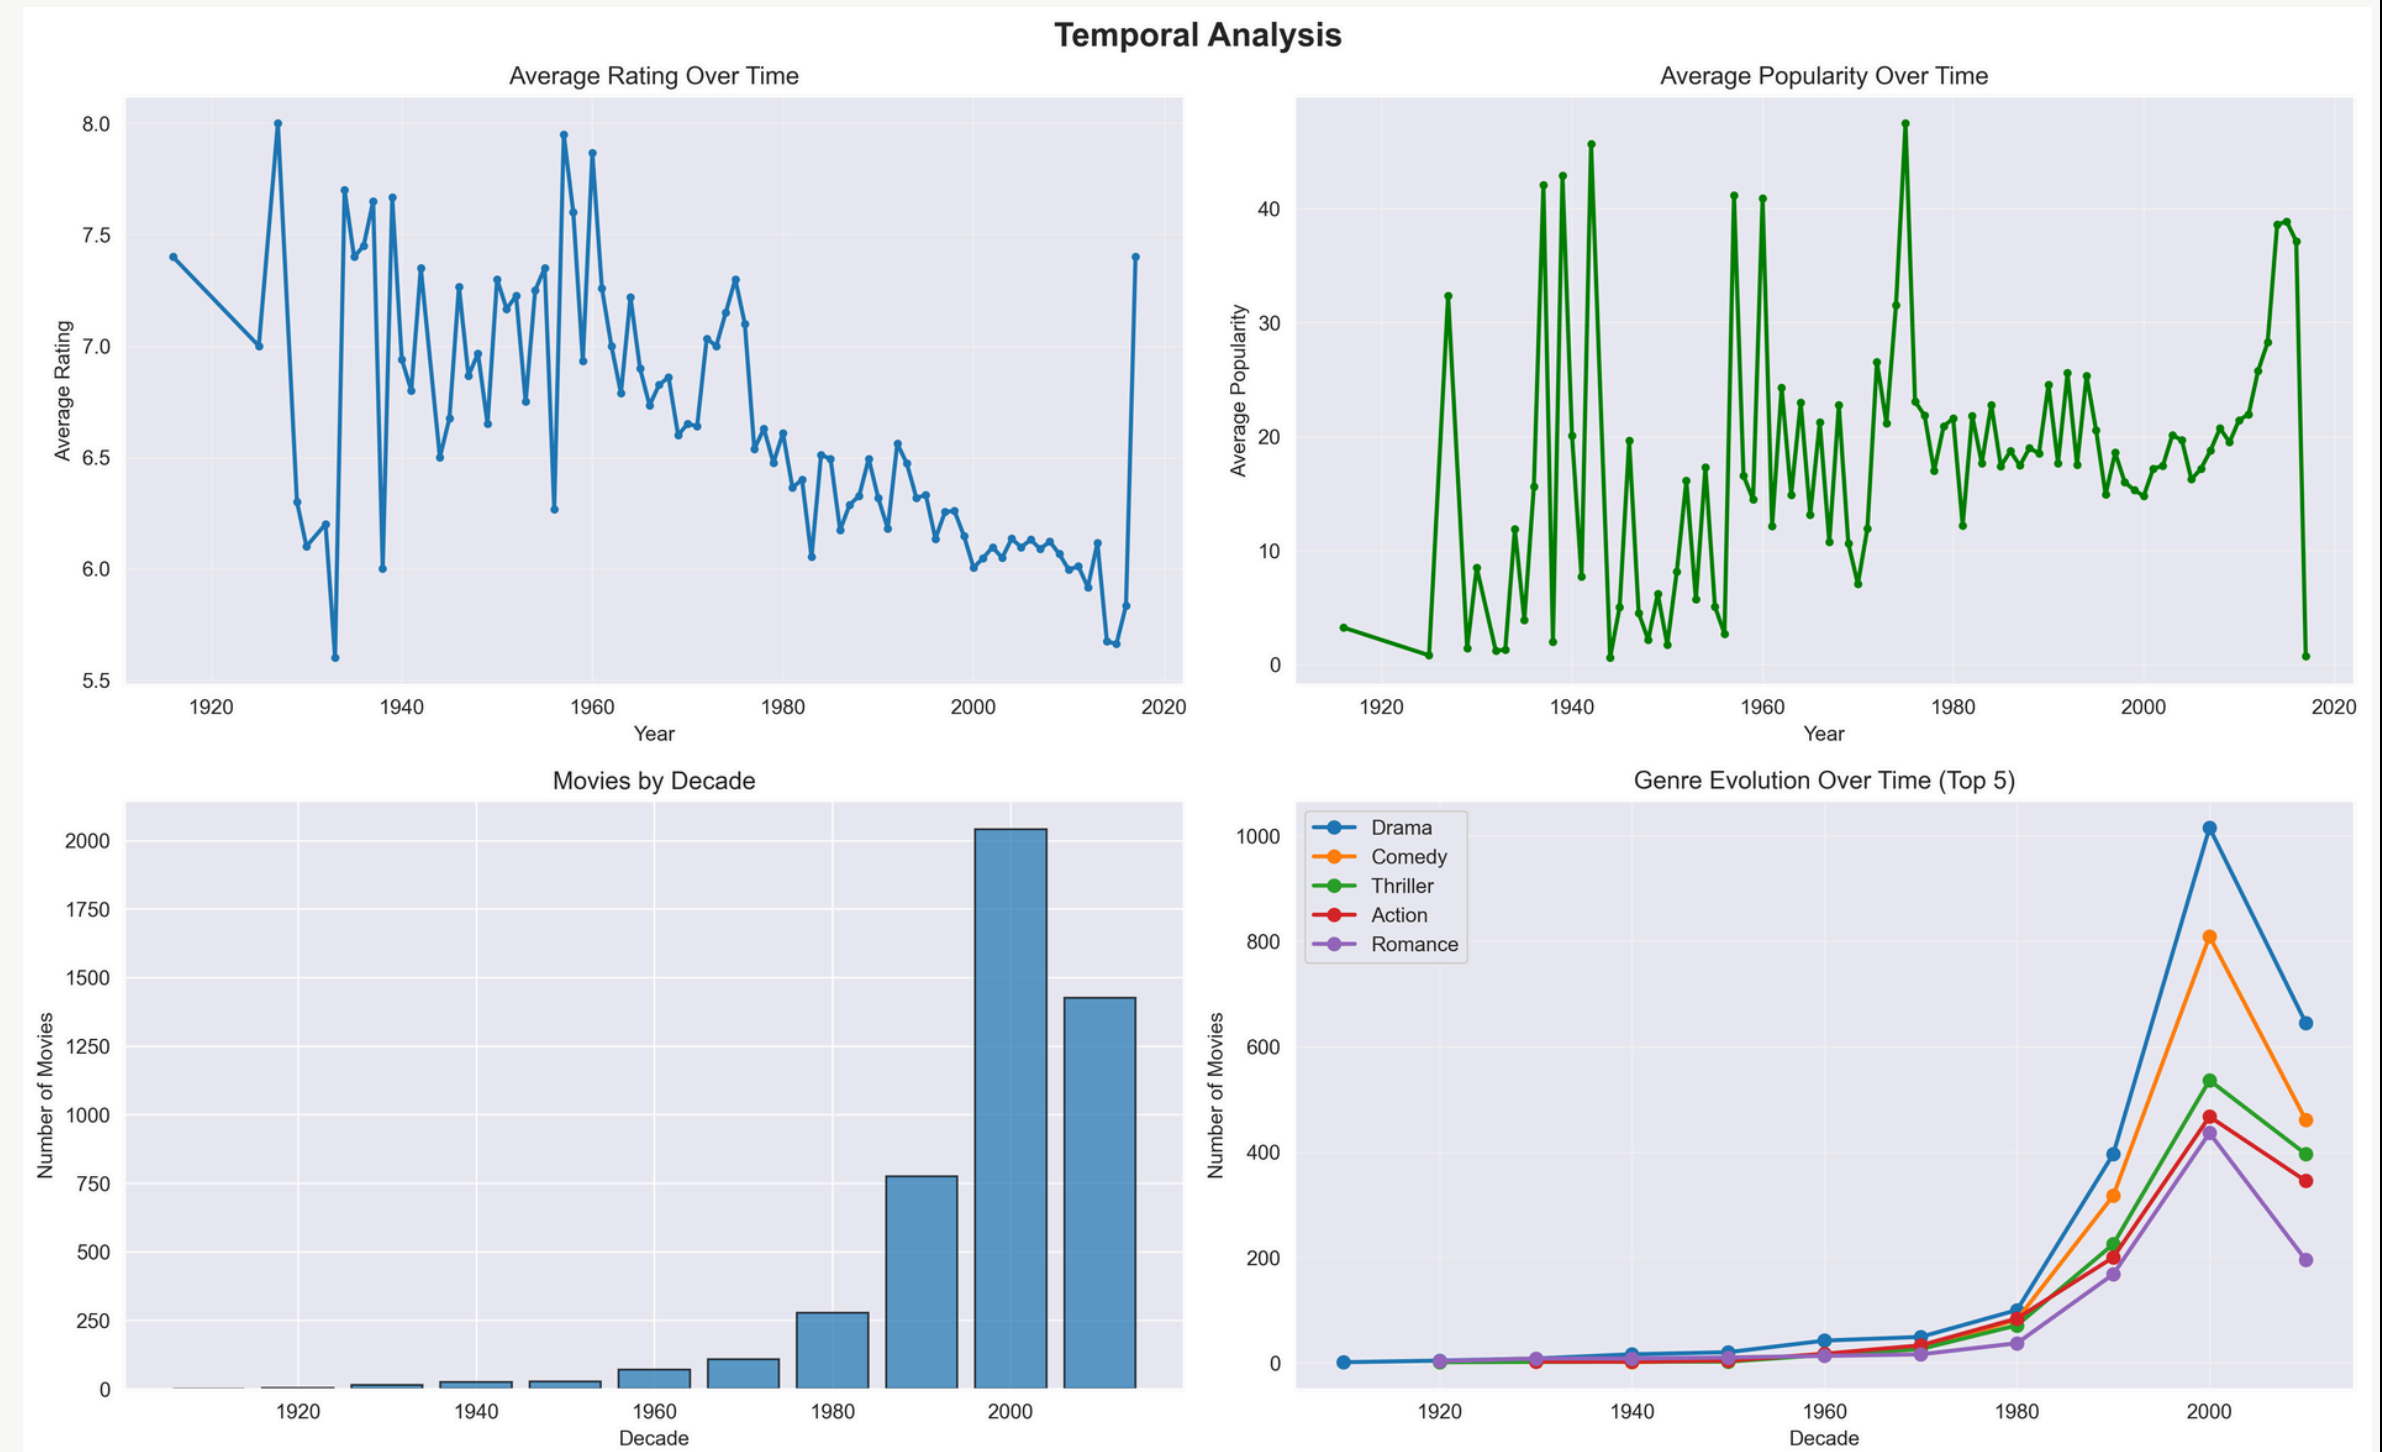 Temporal Analysis
Average Rating Over Time
8.0
7.5
7.0
6.5
6.0
5.5
Average Rating
1920 1940 1960 1980 2000 2020
Year
Average Popularity Over Time
40
30
20
10
0
Average Popularity
1920 1940 1960 1980 2000 2020
Year
Movies by Decade
2000
1750
1500
1250
1000
750
500
250
0
Number of Movies
1920 1940 1960 1980 2000
Decade
Genre Evolution Over Time (Top 5)
Drama
Comedy
Thriller
Action
Romance
1000
800
600
400
200
0
Number of Movies
1920 1940 1960 1980 2000
Decade